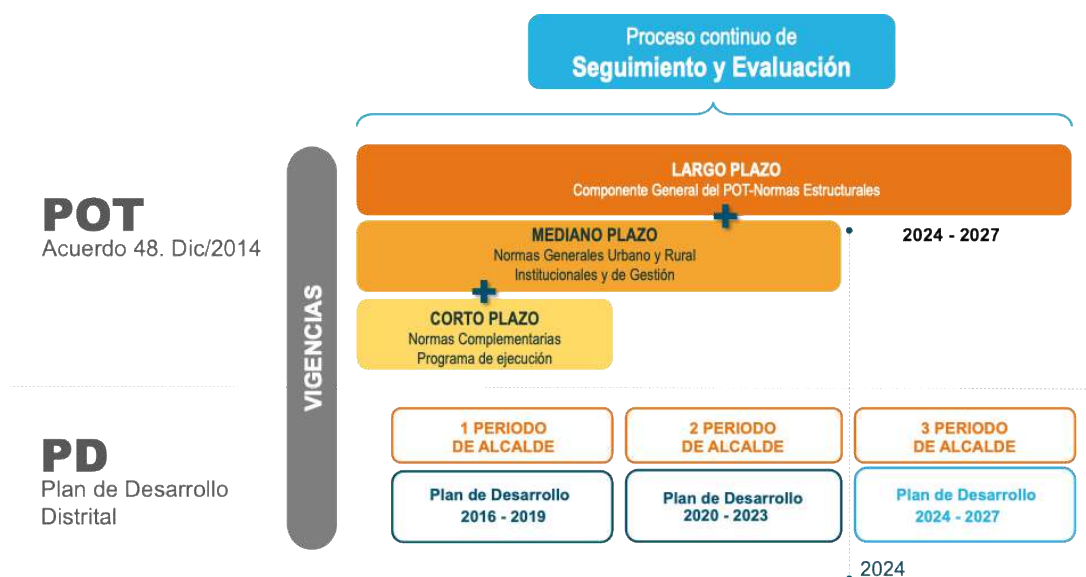 Proceso continuo de
Seguimiento y Evaluación
POT
Acuerdo 48. Dic/2014
VIGENCIAS
LARGO PLAZO
Componente General del POT-Normas Estructurales
MEDIANO PLAZO
Normas Generales Urbano y Rural
Institucionales y de Gestión
2024 - 2027
CORTO PLAZO
Normas Complementarias
Programa de ejecución
PD
Plan de Desarrollo
Distrital
1 PERIODO
DE ALCALDE
2 PERIODO
DE ALCALDE
3 PERIODO
DE ALCALDE
Plan de Desarrollo
2016 - 2019
Plan de Desarrollo
2020 - 2023
Plan de Desarrollo
2024 - 2027
2024